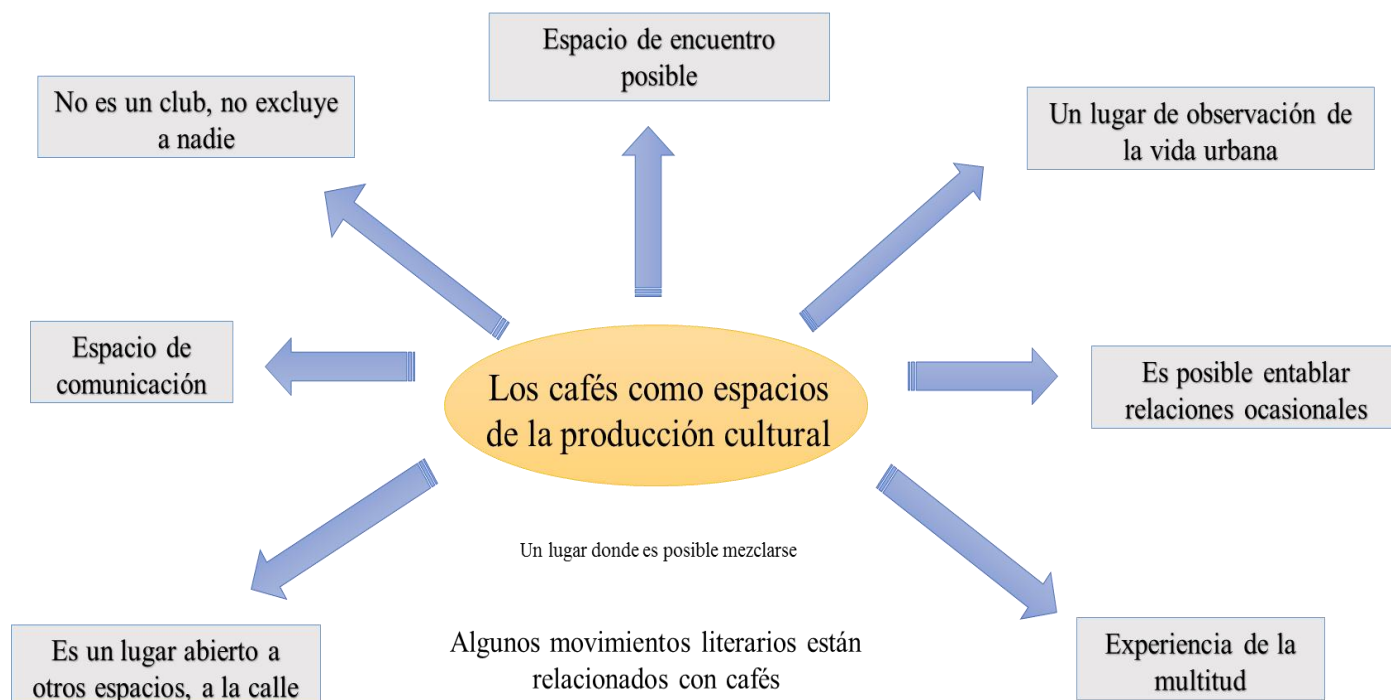 Espacio de encuentro
posible
No es un club, no excluye
a nadie
Un lugar de observación de
la vida urbana
Espacio de
comunicación
Los cafés como espacios
de la producción cultural
Es posible entablar
relaciones ocasionales
Un lugar donde es posible mezclarse
Es un lugar abierto a
otros espacios, a la calle
Algunos movimientos literarios están
relacionados con cafés
Experiencia de la
multitud